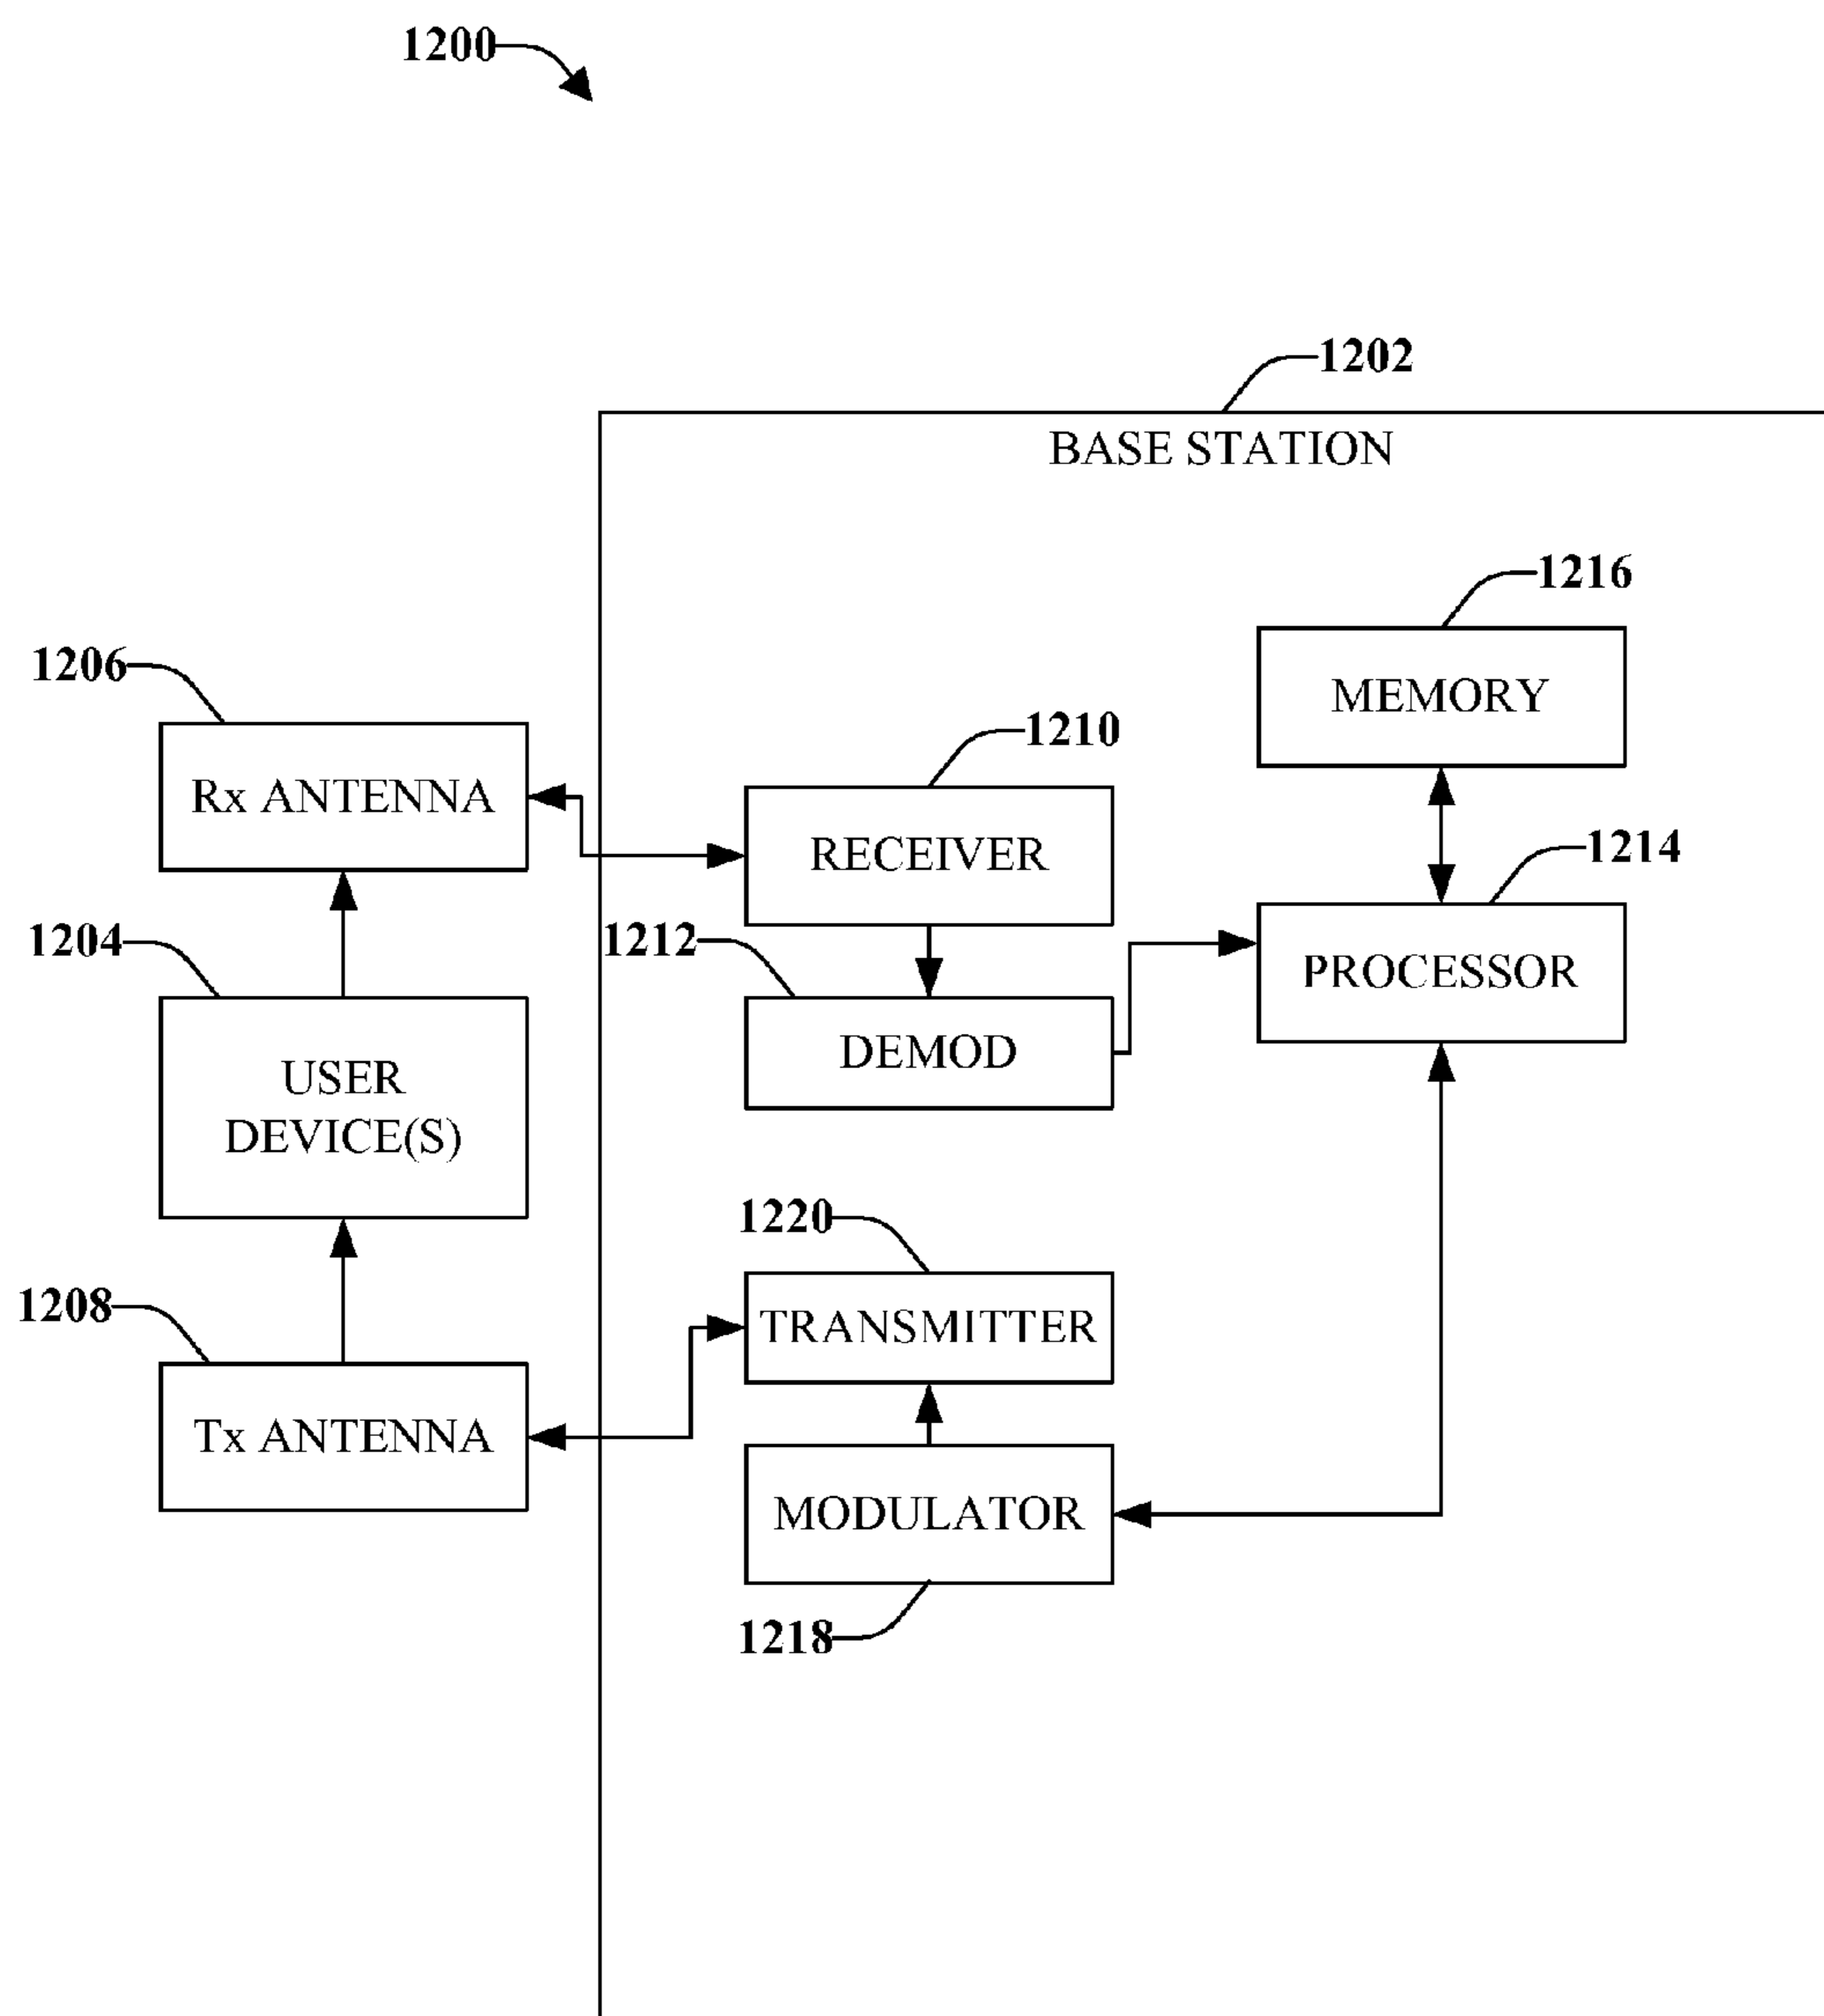 1200
1202
BASE STATION
1216
MEMORY
1206
Rx ANTENNA
1210
RECEIVER
1214
PROCESSOR
1204
USER
DEVICE(S)
1212
DEMOD
1220
TRANSMITTER
1208
Tx ANTENNA
MODULATOR
1218